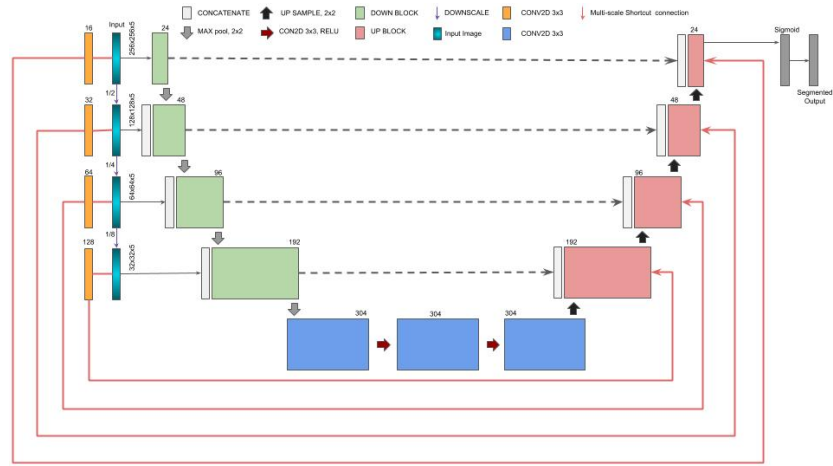 CONCATENATE
UP SAMPLE, 2x2
DOWN BLOCK
DOWNSCALE
CONV2D 3x3
Multi-scale Shortcut connection
MAX pool, 2x2
CON2D 3x3, RELU
UP BLOCK
Input Image
CONV2D 3x3
16
Input
256x256x5
24
24
Sigmoid
Segmented
Output
1/2
32
128x128x5
48
48
1/4
64
64x64x5
96
96
1/8
128
32x32x5
192
192
304
304
304